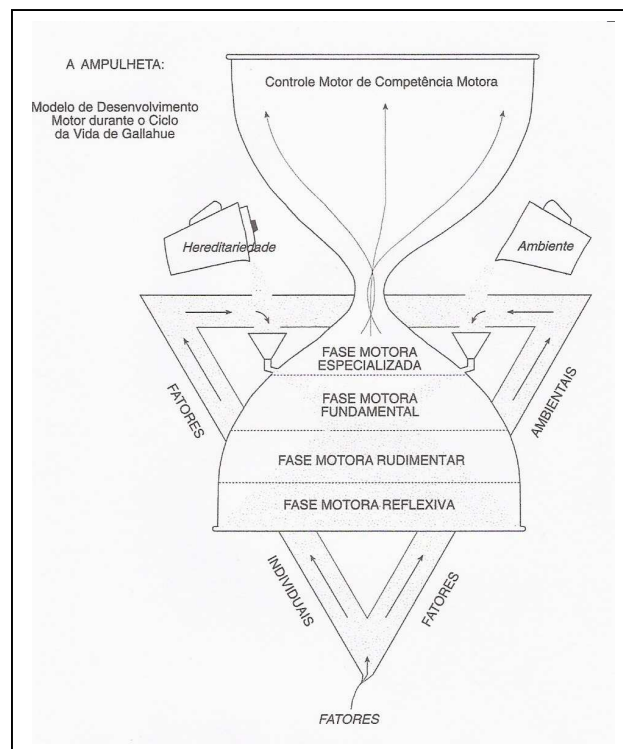 A AMPULHETA:
Modelo de Desenvolvimento
Motor durante o Ciclo
da Vida de Gallahue
Controle Motor de Competência Motora
Hereditariedade
Ambiente
FASE MOTORA
ESPECIALIZADA
FASE MOTORA
FUNDAMENTAL
FASE MOTORA RUDIMENTAR
FASE MOTORA REFLEXIVA
FATORES
AMBIENTAIS
INDIVIDUAIS
FATORES
FATORES